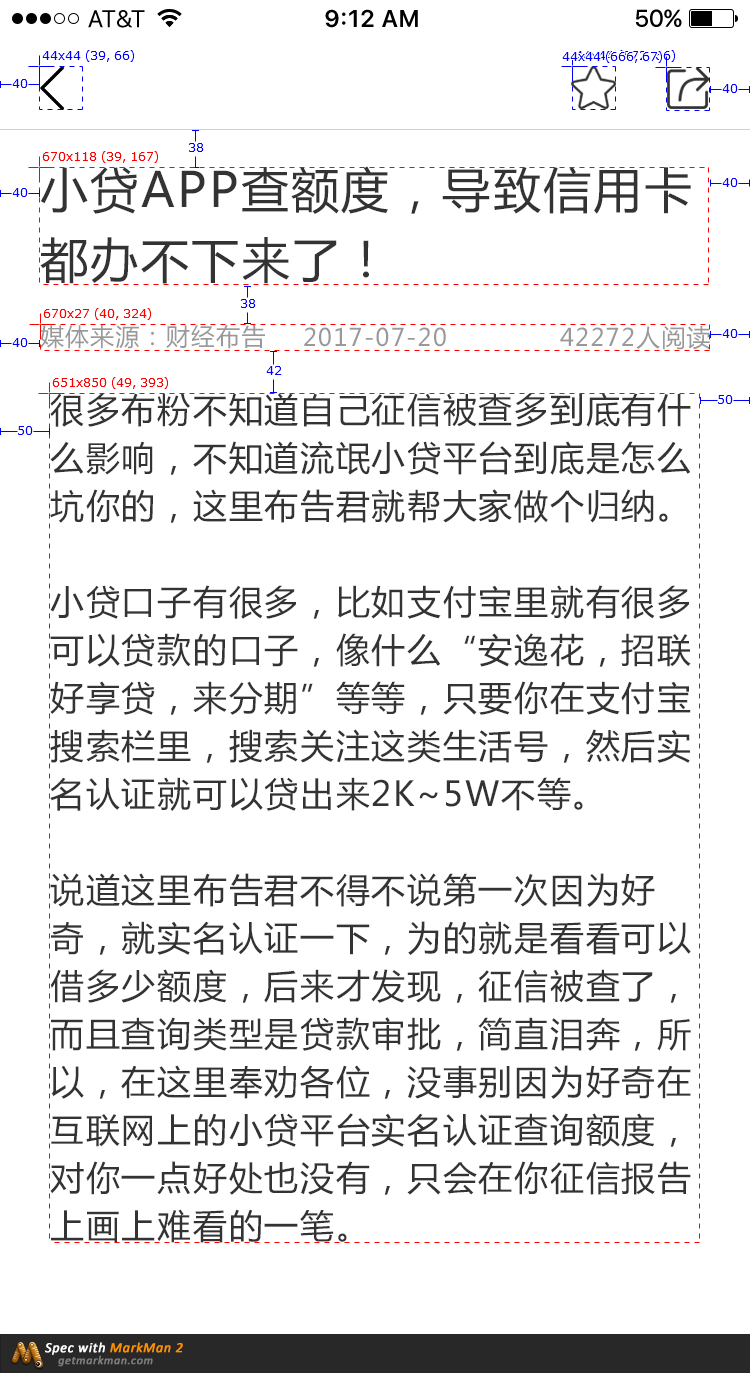 AT&T 9:12 AM 50%
44x44 (39, 66)
40
40
38
670x118 (39, 167)
小贷APP查额度，导致信用卡
40
40
都办不下来了！
38
670x27 (40, 324)
媒体来源：财经布告 2017-07-20 42272人阅读
40
40
42
651x850 (49, 393)
50
很多布粉不知道自己征信被查多到底有什
50
么影响，不知道流氓小贷平台到底是怎么
坑你的，这里布告君就帮大家做个归纳。
小贷口子有很多，比如支付宝里就有很多
可以贷款的口子，像什么“安逸花，招联
好享贷，来分期”等等，只要你在支付宝
搜索栏里，搜索关注这类生活号，然后实
名认证就可以贷出来2K~5W不等。
说道这里布告君不得不说第一次因为好
奇，就实名认证一下，为的就是看看可以
借多少额度，后来才发现，征信被查了，
而且查询类型是贷款审批，简直泪奔，所
以，在这里奉劝各位，没事别因为好奇在
互联网上的小贷平台实名认证查询额度，
对你一点好处也没有，只会在你征信报告
上画上难看的一笔。
Spec with MarkMan 2
getmarkman.com